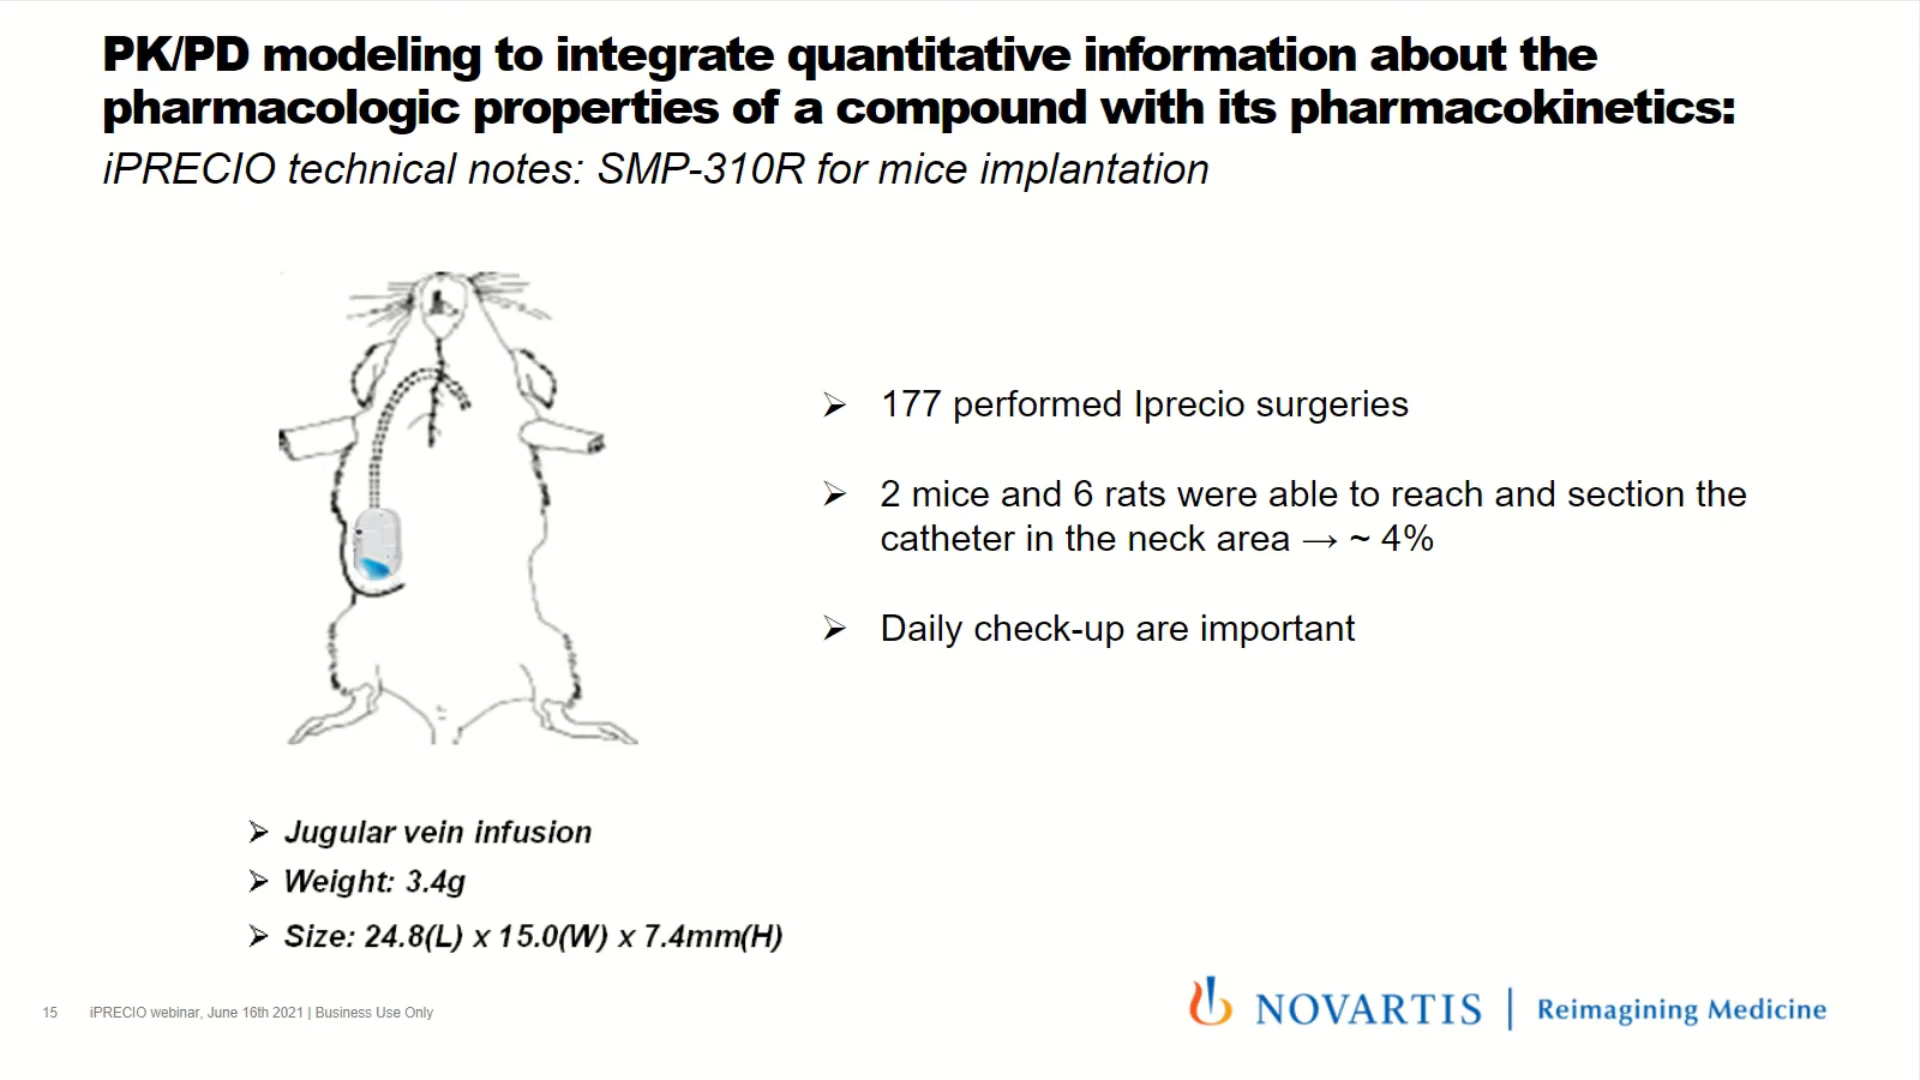 PK/PD modeling to integrate quantitative information about the
pharmacologic properties of a compound with its pharmacokinetics:
iPRECIO technical notes: SMP-310R for mice implantation
➢ 177 performed Iprecio surgeries
➢ 2 mice and 6 rats were able to reach and section the
catheter in the neck area → ~ 4%
➢ Daily check-up are important
➢ Jugular vein infusion
➢ Weight: 3.4g
➢ Size: 24.8(L) x 15.0(W) x 7.4mm(H)
15 iPRECIO webinar, June 16th 2021 | Business Use Only
NOVARTIS | Reimagining Medicine